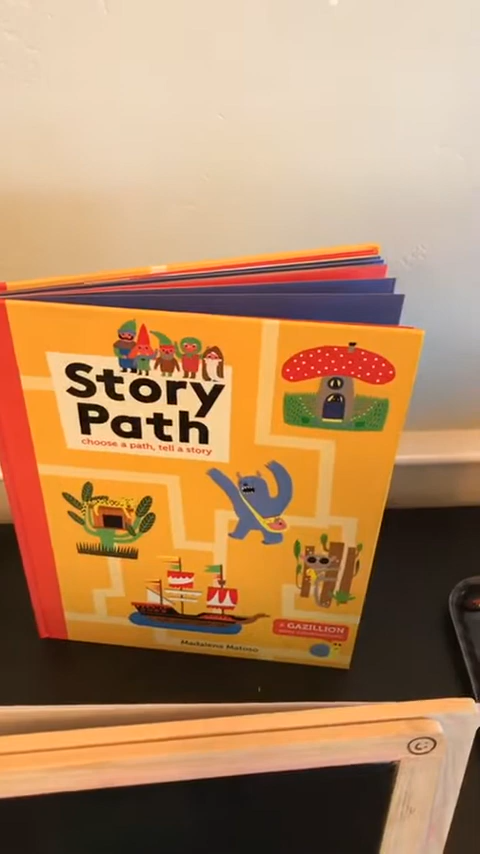 Story
Path
choose a path, tell a story
A GAZILLION
Madalena Matoso